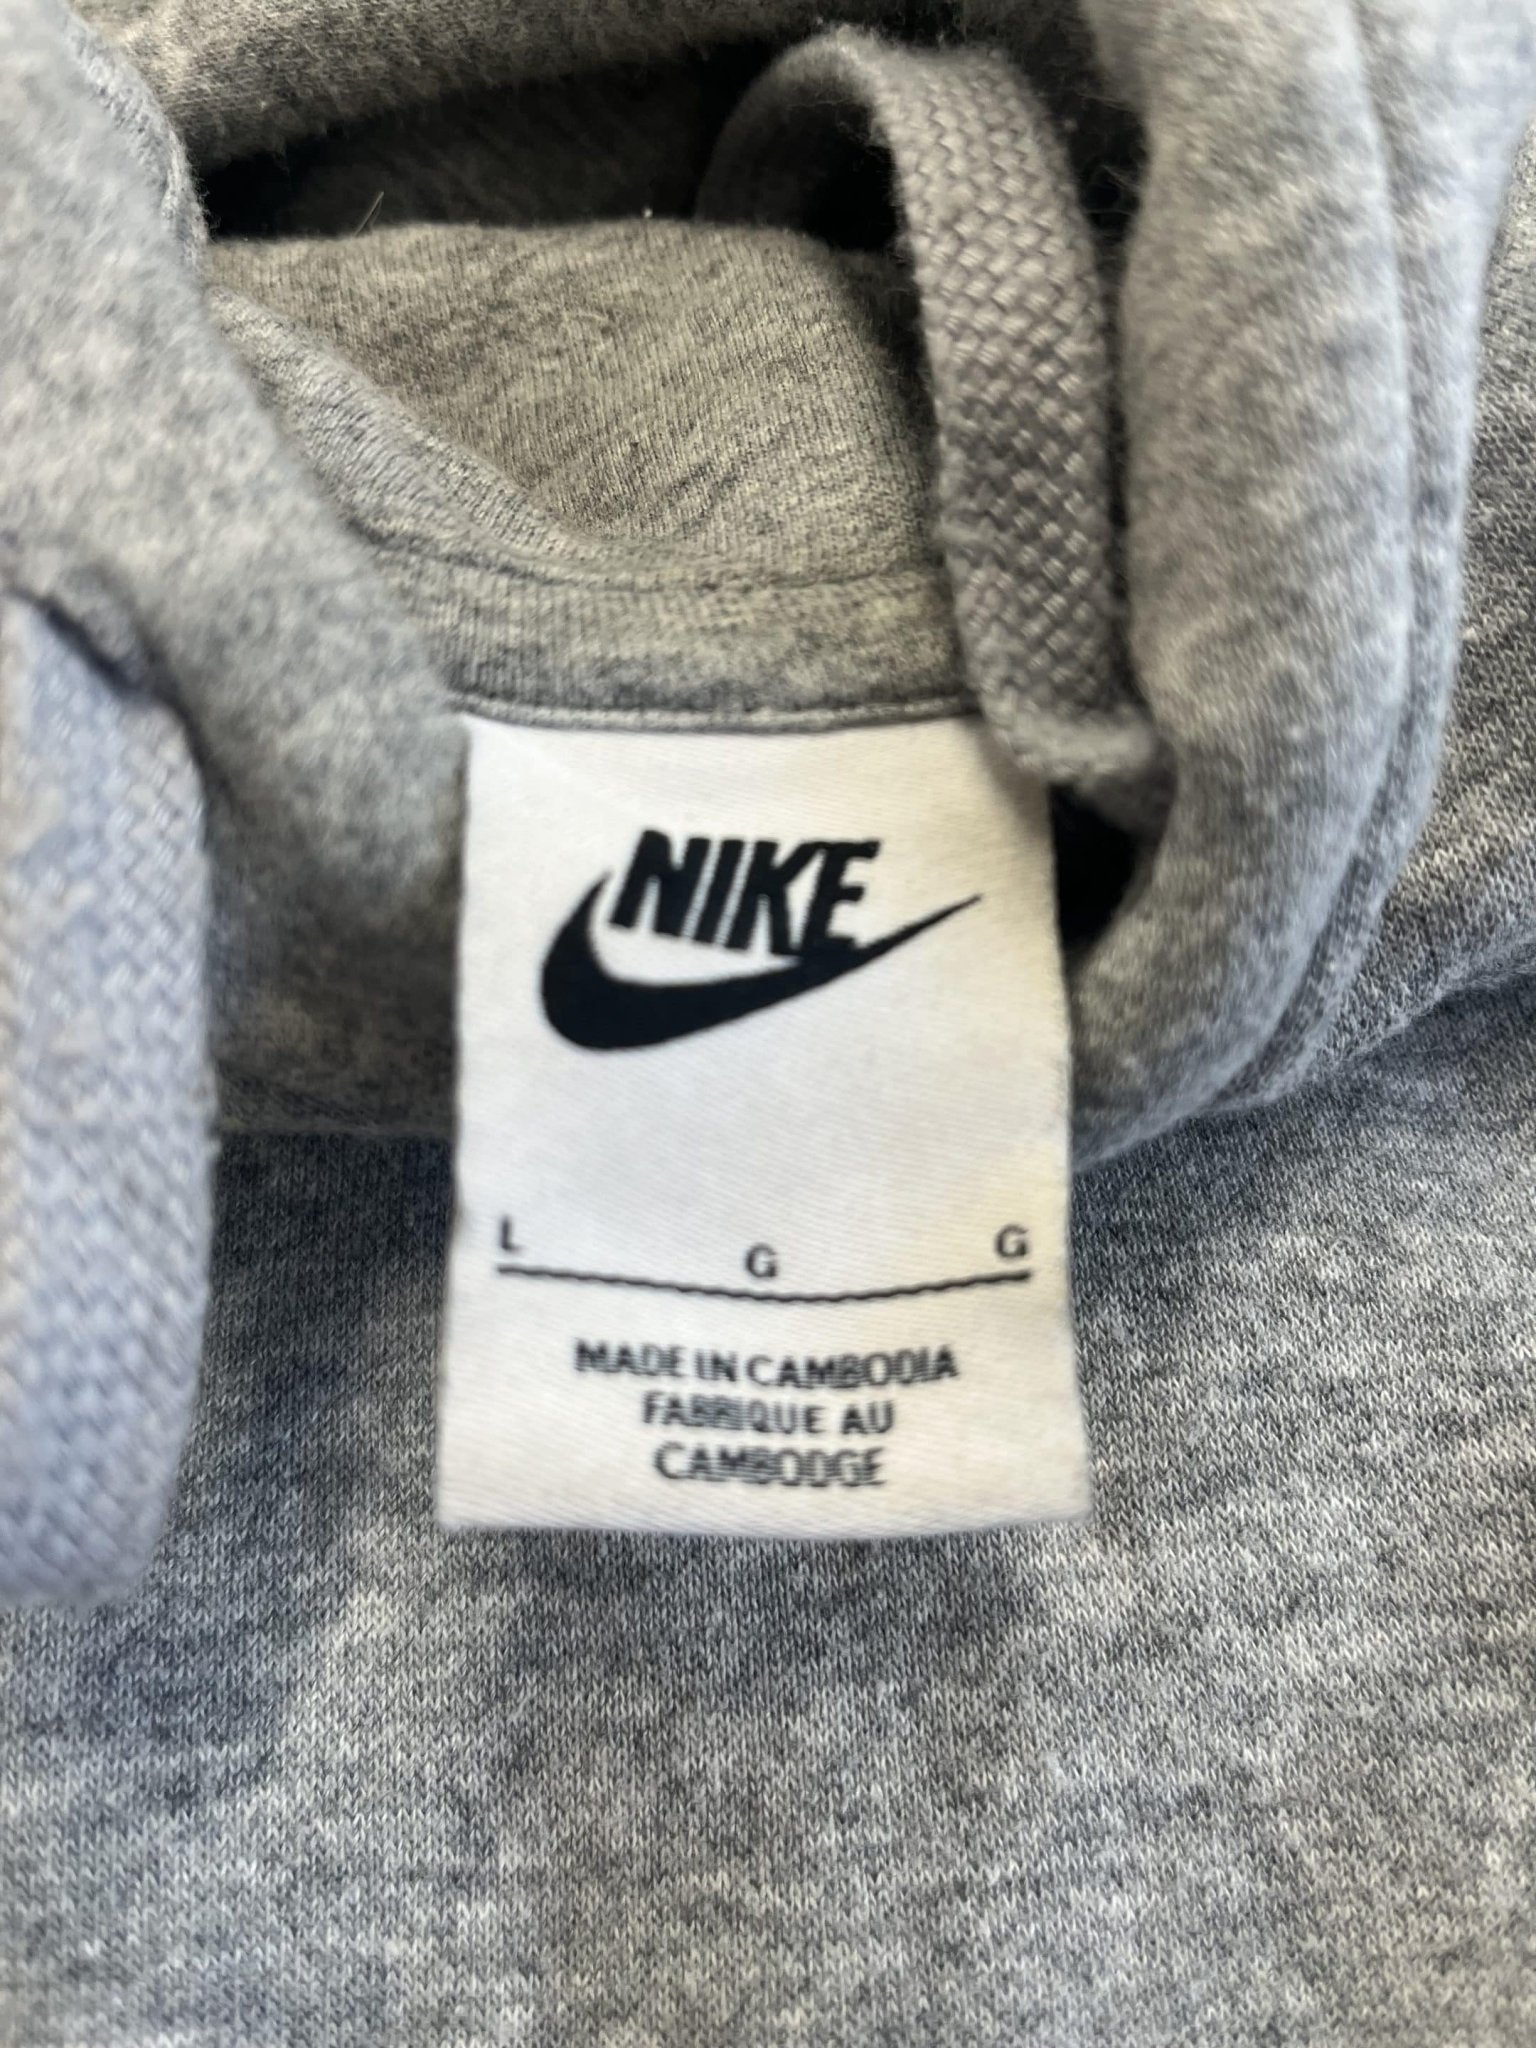 NIKE
L G G
MADE IN CAMBODIA
FABRIQUE AU
CAMBODGE